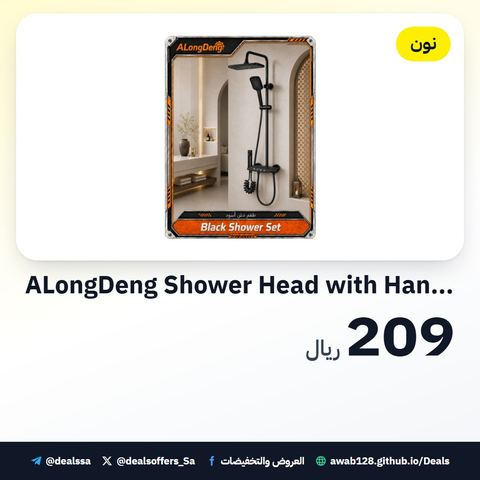 نون
ALongDeng
طقم دش أسود
Black Shower Set
ALongDeng Shower Head with Han...
209 ريال
@dealssa @dealsoffers_Sa العروض والتخفيضات awab128.github.io/Deals